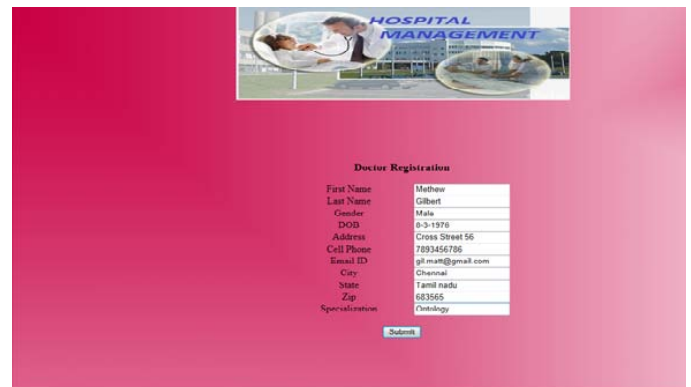 HOSPITAL
MANAGEMENT
Doctor Registration
First Name Methew
Last Name Gilbert
Gender Male
DOB 8-3-1976
Address Cross Street 56
Cell Phone 7893456786
Email ID gil.matt@gmail.com
City Chennai
State Tamil nadu
Zip 683565
Specialization Ontology
Submit